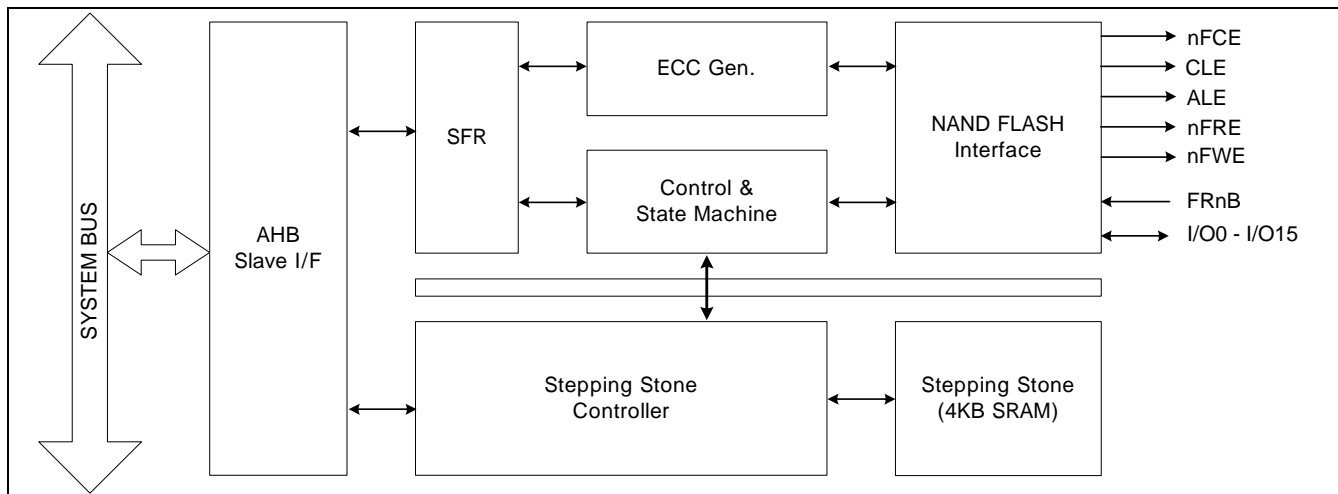 SYSTEM BUS
AHB
Slave I/F
SFR
ECC Gen.
Control &
State Machine
NAND FLASH
Interface
nFCE
CLE
ALE
nFRE
nFWE
FRnB
I/O0 - I/O15
Stepping Stone
Controller
Stepping Stone
(4KB SRAM)